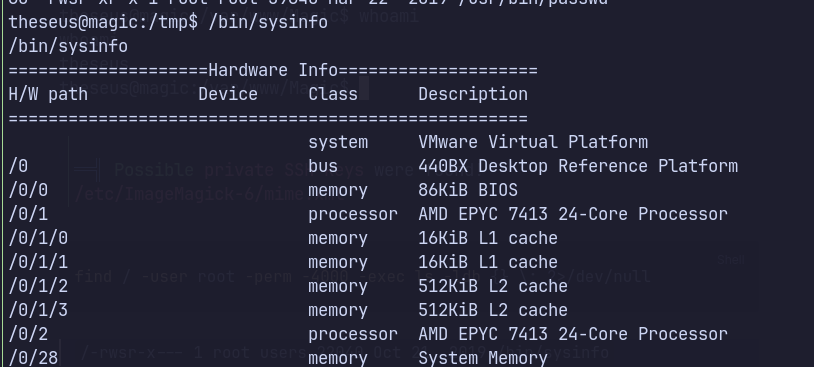 theseus@magic:/tmp$ /bin/sysinfo
/bin/sysinfo
====================Hardware Info====================
H/W path           Device     Class      Description
====================================================
                              system     VMware Virtual Platform
/0                            bus        440BX Desktop Reference Platform
/0/0                          memory     86KiB BIOS
/0/1                          processor  AMD EPYC 7413 24-Core Processor
/0/1/0                        memory     16KiB L1 cache
/0/1/1                        memory     16KiB L1 cache
/0/1/2                        memory     512KiB L2 cache
/0/1/3                        memory     512KiB L2 cache
/0/2                          processor  AMD EPYC 7413 24-Core Processor
/0/28                         memory     System Memory